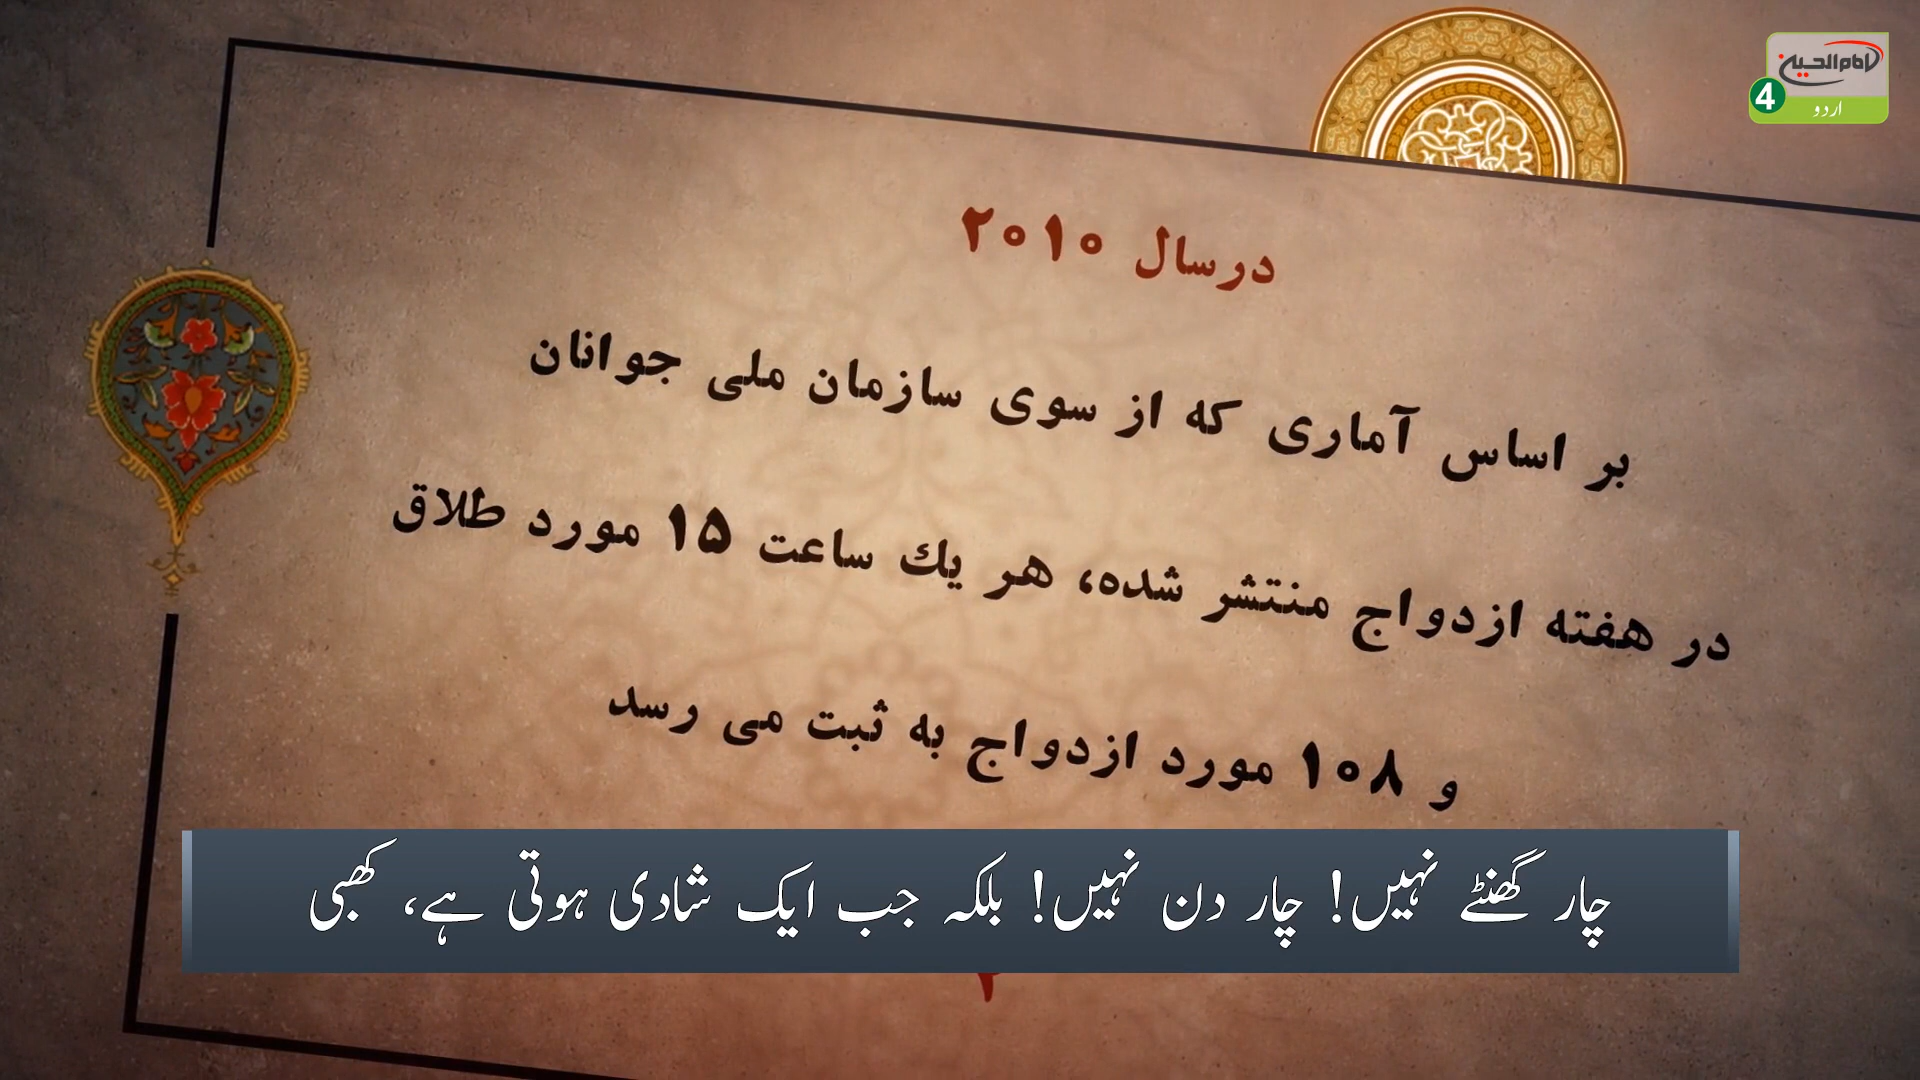 امام الحسین
4
اردو
درسال ۲۰۱۰
بر اساس آماری که از سوی سازمان ملی جوانان
در هفته ازدواج منتشر شده، هر يك ساعت ۱۵ مورد طلاق
و ۱۰۸ مورد ازدواج به ثبت می رسد
چار گھنٹے نہیں! چار دن نہیں! بلکہ جب ایک شادی ہوتی ہے، کبھی